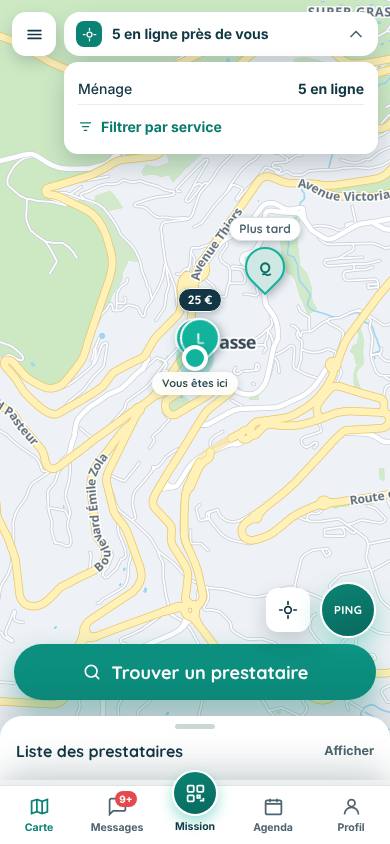 SUPER GRAS
5 en ligne près de vous
Ménage
5 en ligne
Filtrer par service
Avenue Victoria
Avenue Thiers
Plus tard
Q
25 €
L
asse
Vous êtes ici
Pasteur
Boulevard Émile Zola
Route
PING
Trouver un prestataire
Liste des prestataires
Afficher
9+
Carte
Messages
Mission
Agenda
Profil